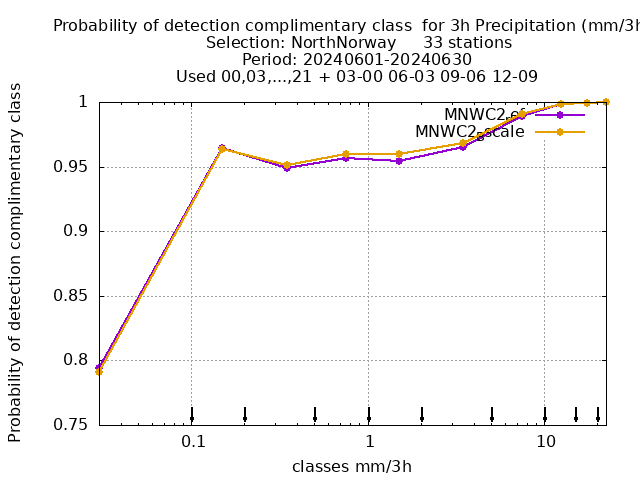 Probability of detection complimentary class  for 3h Precipitation (mm/3h
Selection: NorthNorway     33 stations
Period: 20240601-20240630
Used 00,03,...,21 + 03-00 06-03 09-06 12-09
Probability of detection complimentary class
1
0.95
0.9
0.85
0.8
0.75
MNWC2_gscale
0.1
1
10
classes mm/3h